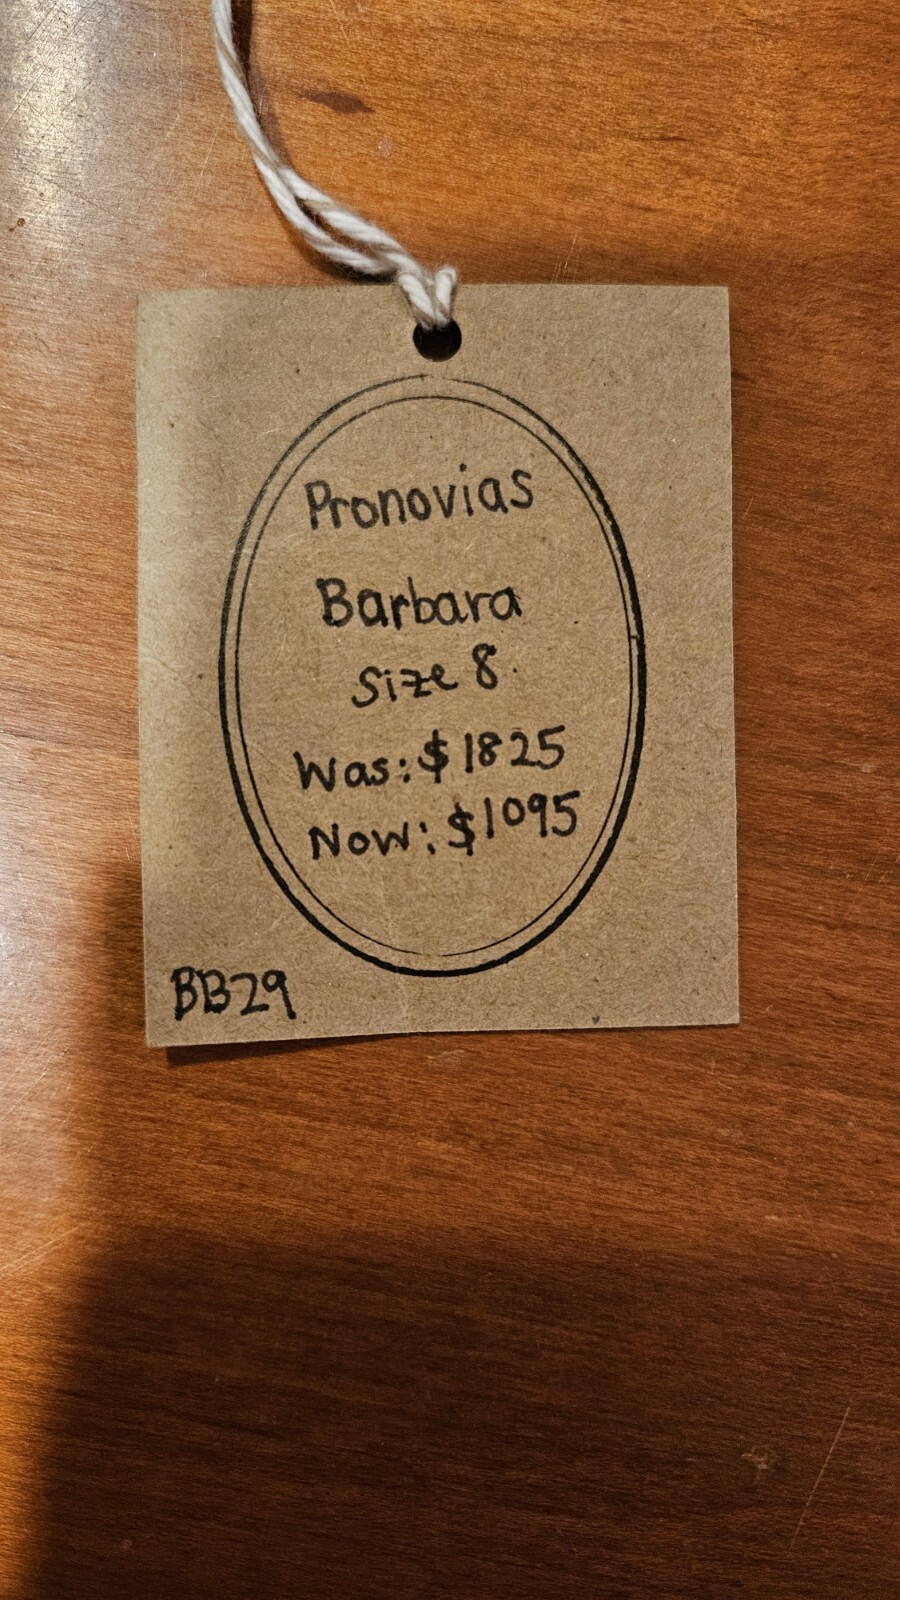 Pronovias
Barbara
Size 8
Was: $1825
Now: $1095
BB29